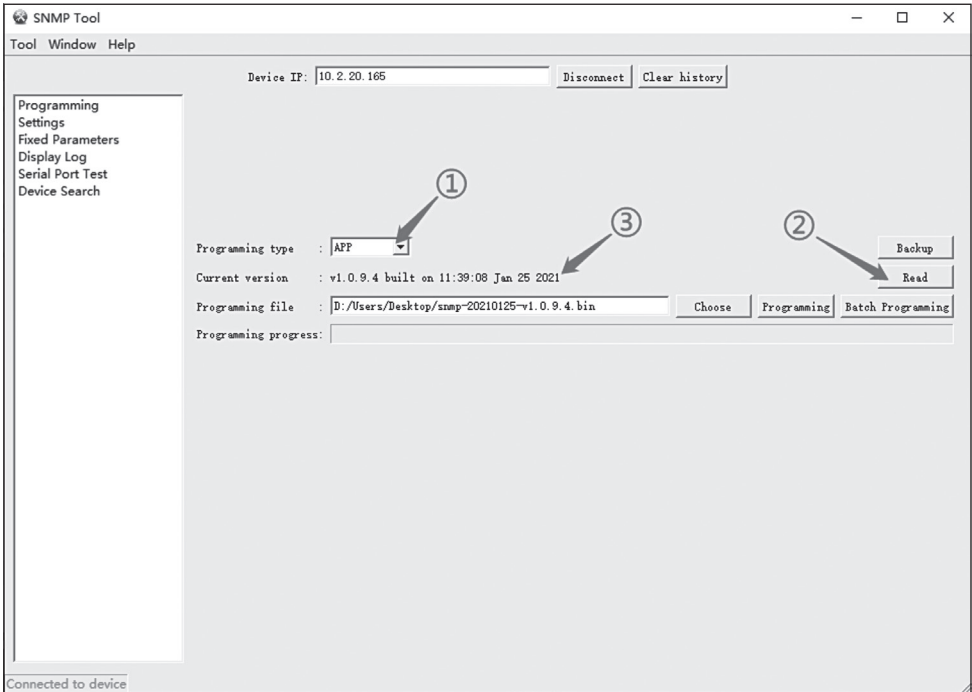 SNMP Tool
Tool Window Help
Device IP: 10.2.20.165 Disconnect Clear history
Programming
Settings
Fixed Parameters
Display Log
Serial Port Test
Device Search
①
③
②
Programming type : APP Backup
Current version : v1.0.9.4 built on 11:39:08 Jan 25 2021 Read
Programming file : D:/Users/Desktop/snmp-20210125-v1.0.9.4.bin Choose Programming Batch Programming
Programming progress:
Connected to device